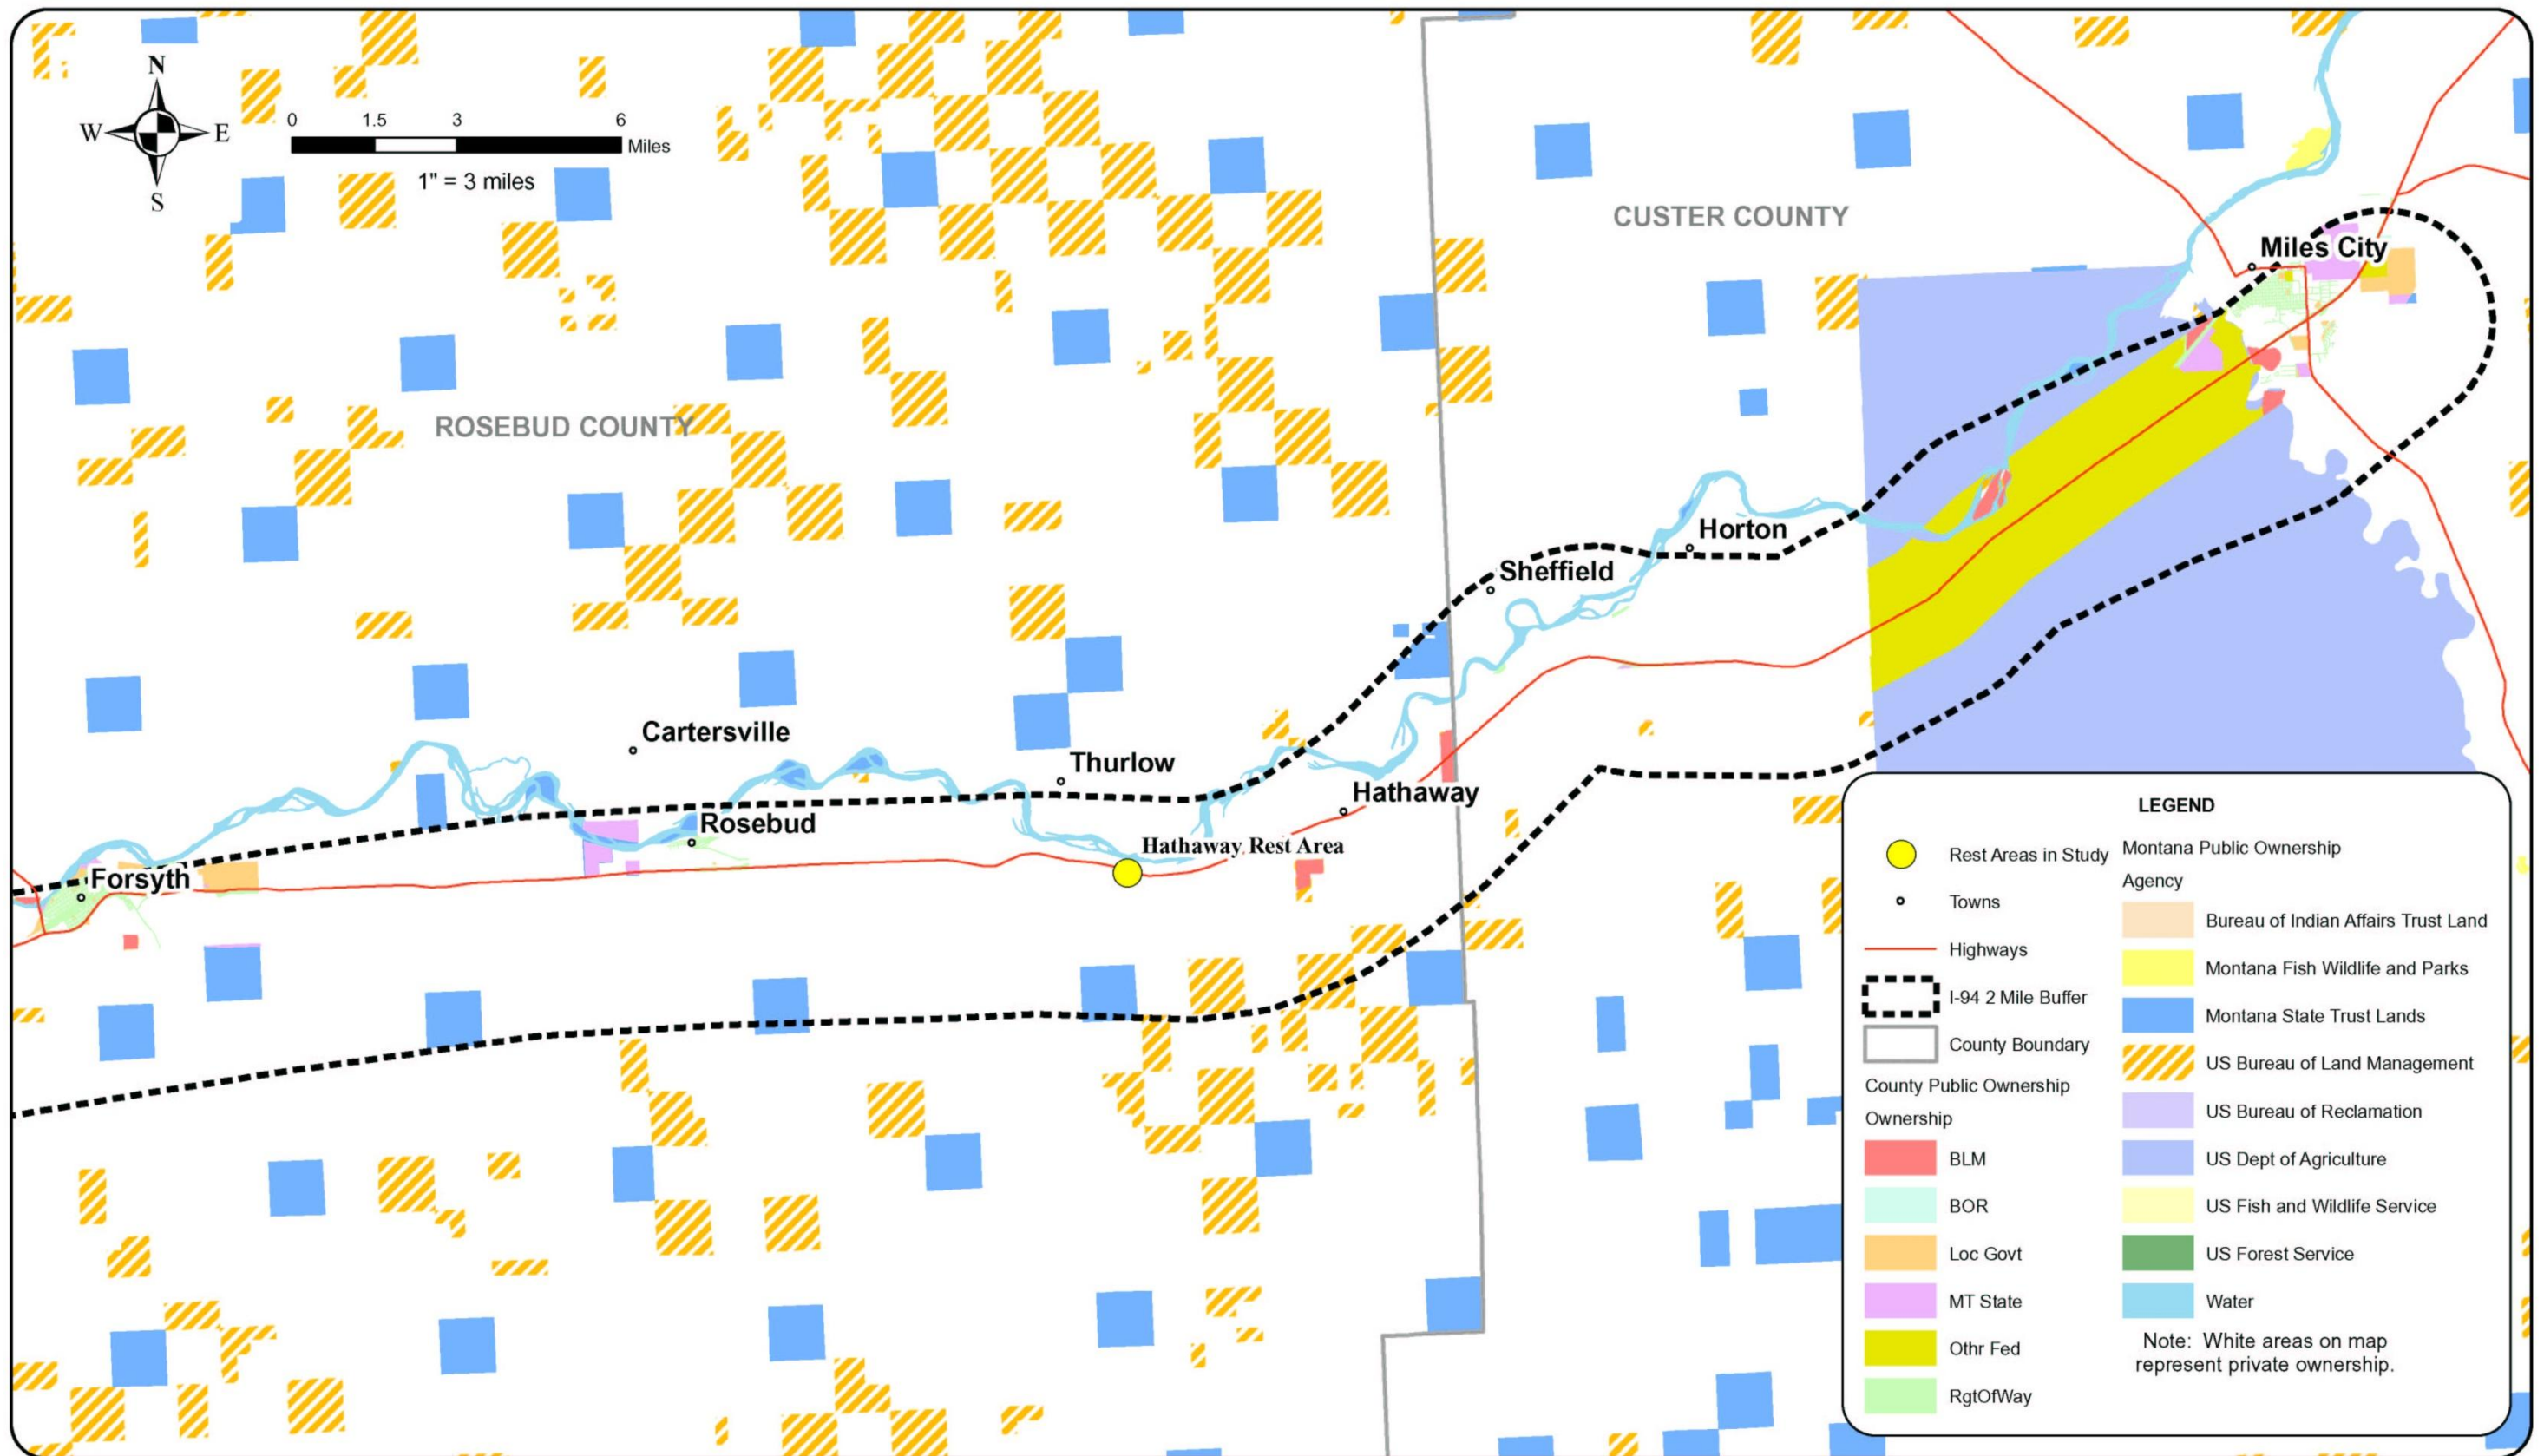 N
W E
S
0 1.5 3 6
Miles
1" = 3 miles
CUSTER COUNTY
Miles City
ROSEBUD COUNTY
Horton
Sheffield
Cartersville
Thurlow
Hathaway
Rosebud
Hathaway Rest Area
Forsyth
LEGEND
Rest Areas in Study
Towns
Highways
I-94 2 Mile Buffer
County Boundary
County Public Ownership
Ownership
BLM
BOR
Loc Govt
MT State
Othr Fed
RgtOfWay
Montana Public Ownership
Agency
Bureau of Indian Affairs Trust Land
Montana Fish Wildlife and Parks
Montana State Trust Lands
US Bureau of Land Management
US Bureau of Reclamation
US Dept of Agriculture
US Fish and Wildlife Service
US Forest Service
Water
Note: White areas on map
represent private ownership.